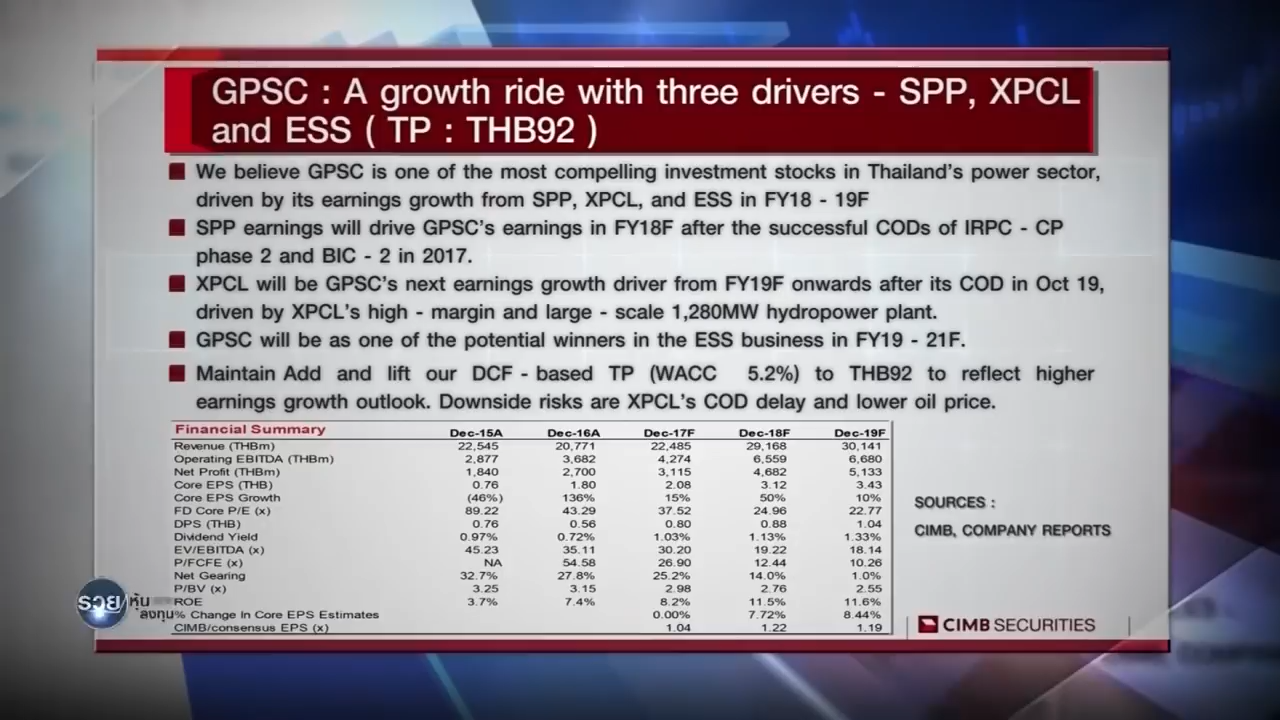 GPSC : A growth ride with three drivers - SPP, XPCL
and ESS ( TP : THB92 )
We believe GPSC is one of the most compelling investment stocks in Thailand's power sector,
driven by its earnings growth from SPP, XPCL, and ESS in FY18 - 19F
SPP earnings will drive GPSC's earnings in FY18F after the successful CODs of IRPC - CP
phase 2 and BIC - 2 in 2017.
XPCL will be GPSC's next earnings growth driver from FY19F onwards after its COD in Oct 19,
driven by XPCL's high - margin and large - scale 1,280MW hydropower plant.
GPSC will be as one of the potential winners in the ESS business in FY19 - 21F.
Maintain Add and lift our DCF - based TP (WACC 5.2%) to THB92 to reflect higher
earnings growth outlook. Downside risks are XPCL's COD delay and lower oil price.
Financial Summary Dec-15A Dec-16A Dec-17F Dec-18F Dec-19F
Revenue (THBm) 22,545 20,771 22,485 29,168 30,141
Operating EBITDA (THBm) 2,877 3,682 4,274 6,559 6,680
Net Profit (THBm) 1,840 2,700 3,115 4,682 5,133
Core EPS (THB) 0.76 1.80 2.08 3.12 3.43
Core EPS Growth (46%) 136% 15% 50% 10%
FD Core P/E (x) 89.22 43.29 37.52 24.96 22.77
DPS (THB) 0.76 0.56 0.80 0.88 1.04
Dividend Yield 0.97% 0.72% 1.03% 1.13% 1.33%
EV/EBITDA (x) 45.23 35.11 30.20 19.22 18.14
P/FCFE (x) NA 54.58 26.90 12.44 10.26
Net Gearing 32.7% 27.8% 25.2% 14.0% 1.0%
P/BV (x) 3.25 3.15 2.98 2.76 2.55
ROE 3.7% 7.4% 8.2% 11.5% 11.6%
% Change In Core EPS Estimates 0.00% 7.72% 8.44%
CIMB/consensus EPS (x) 1.04 1.22 1.19
SOURCES :
CIMB, COMPANY REPORTS
รวยหุ้น
ลงทุน
CIMB SECURITIES